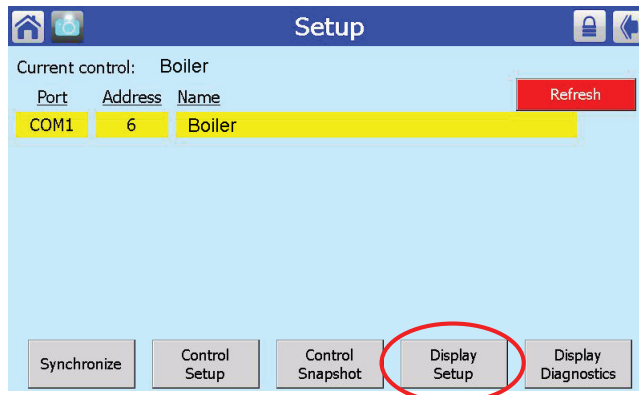 Setup
Current control: Boiler
Port Address Name
Refresh
COM1 6 Boiler
Synchronize
Control
Setup
Control
Snapshot
Display
Setup
Display
Diagnostics